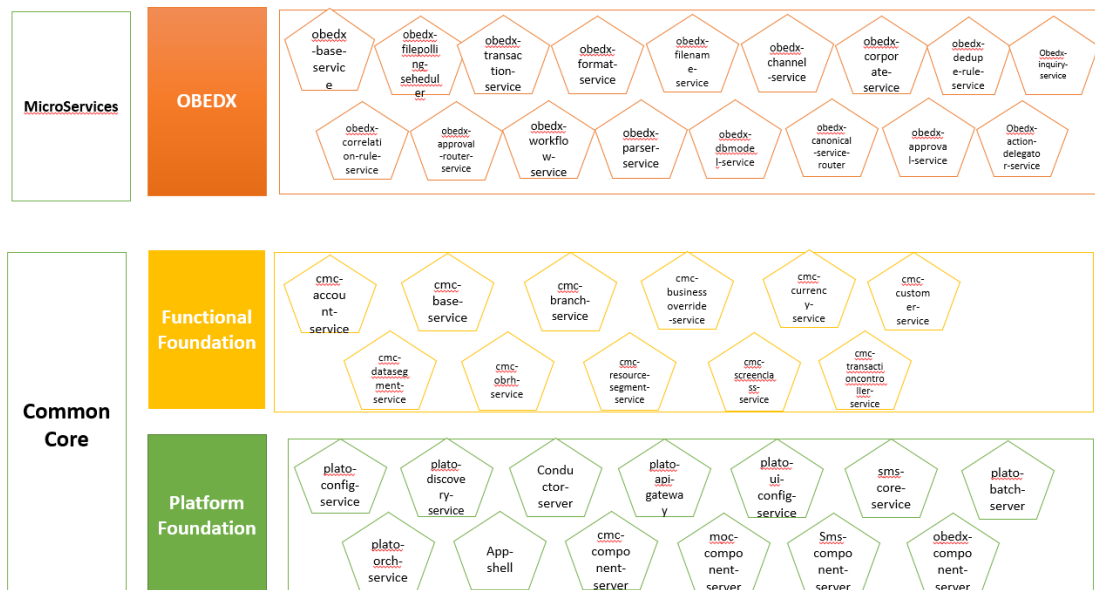 MicroServices
OBEDX
obedx
-base-
servic
e
obedx-
filepolli
ng-
sehedul
er
obedx-
transac
tion-
service
obedx-
format-
service
obedx-
filenam
e-
service
obedx-
channel
-service
obedx-
corpor
ate-
service
obedx-
dedup
e-rule-
service
Obedx-
inquiry-
service
obedx-
correlati
on-rule-
service
obedx-
approval
-router-
service
obedx-
workflo
w-
service
obedx-
parser-
service
obedx-
dbmode
l-service
obedx-
canonical
-service-
router
obedx-
approva
l-service
Obedx-
action-
delegato
r-service
Common
Core
Functional
Foundation
cmc-
accou
nt-
service
cmc-
base-
service
cmc-
branch-
service
cmc-
business
override
-service
cmc-
currenc
y-
service
cmc-
custom
er-
service
cmc-
dataseg
ment-
service
cmc-
obrh-
service
cmc-
resource-
segment-
service
cmc-
screencla
ss-
service
cmc-
transacti
oncontro
ller-
service
Platform
Foundation
plato-
config-
service
plato-
discove
ry-
service
Condu
ctor-
server
plato-
api-
gatewa
y
plato-
ui-
config-
service
sms-
core-
service
plato-
batch-
server
plato-
orch-
service
App-
shell
cmc-
compo
nent-
server
moc-
compo
nent-
server
Sms-
compo
nent-
server
obedx-
compo
nent-
server